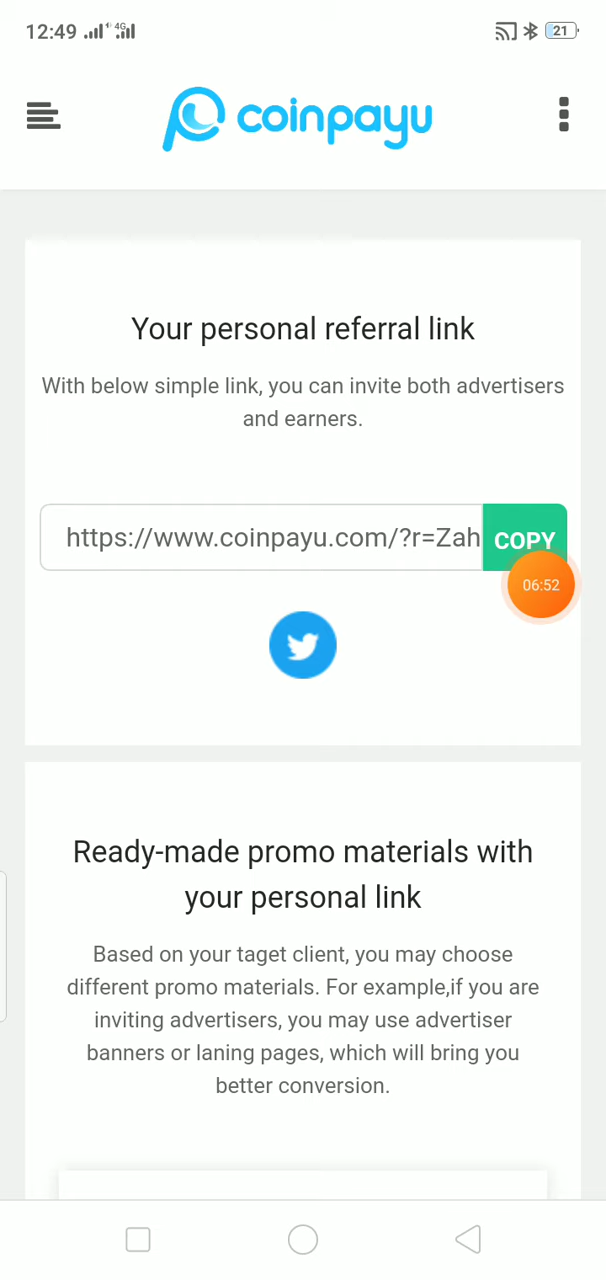 12:49
4G
21
coinpayu
Your personal referral link
With below simple link, you can invite both advertisers
and earners.
https://www.coinpayu.com/?r=Zah
COPY
06:52
Ready-made promo materials with
your personal link
Based on your taget client, you may choose
different promo materials. For example,if you are
inviting advertisers, you may use advertiser
banners or laning pages, which will bring you
better conversion.